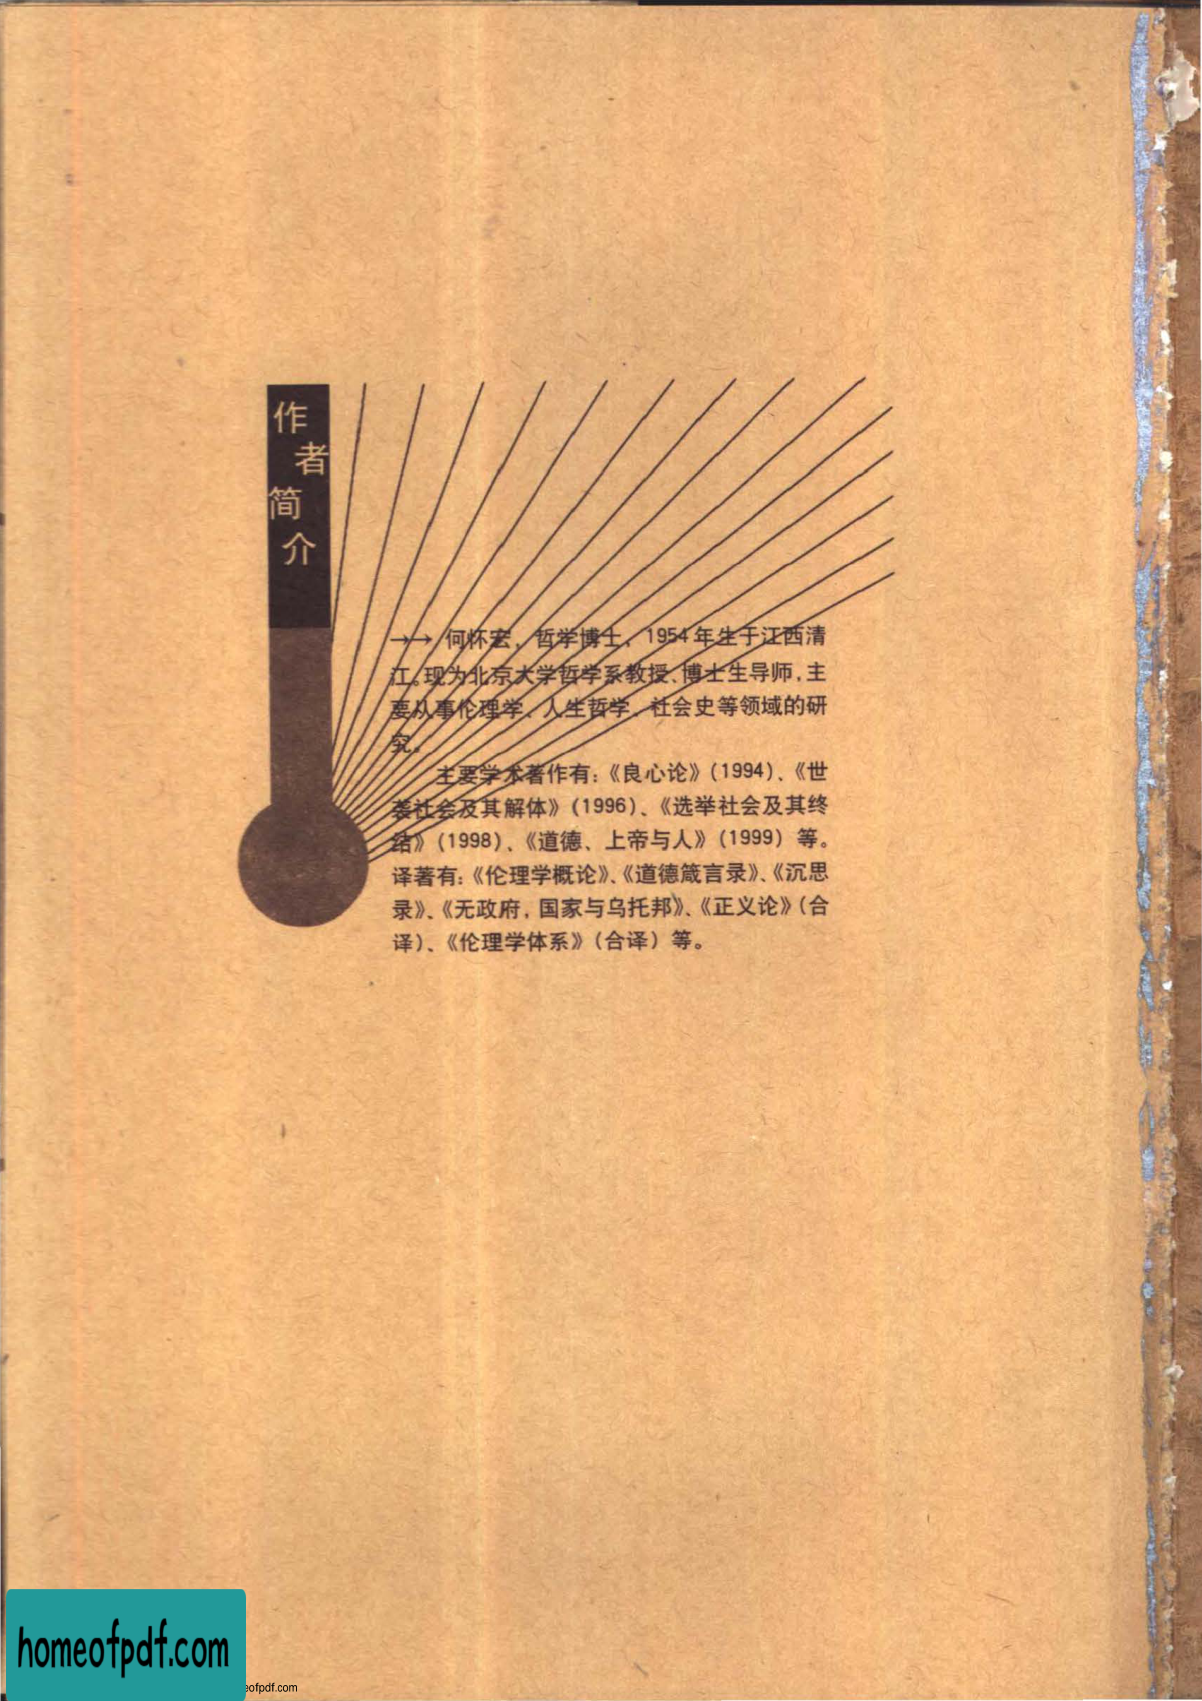 作
者
简
介
→→ 何怀宏，哲学博士，1954年生于江西清
江。现为北京大学哲学系教授、博士生导师，主
要从事伦理学、人生哲学、社会史等领域的研
究。
主要学术著作有：《良心论》（1994）、《世
袭社会及其解体》（1996）、《选举社会及其终
结》（1998）、《道德、上帝与人》（1999）等。
译著有：《伦理学概论》、《道德箴言录》、《沉思
录》、《无政府，国家与乌托邦》、《正义论》（合
译）、《伦理学体系》（合译）等。
homeofpdf.com
eofpdf.com